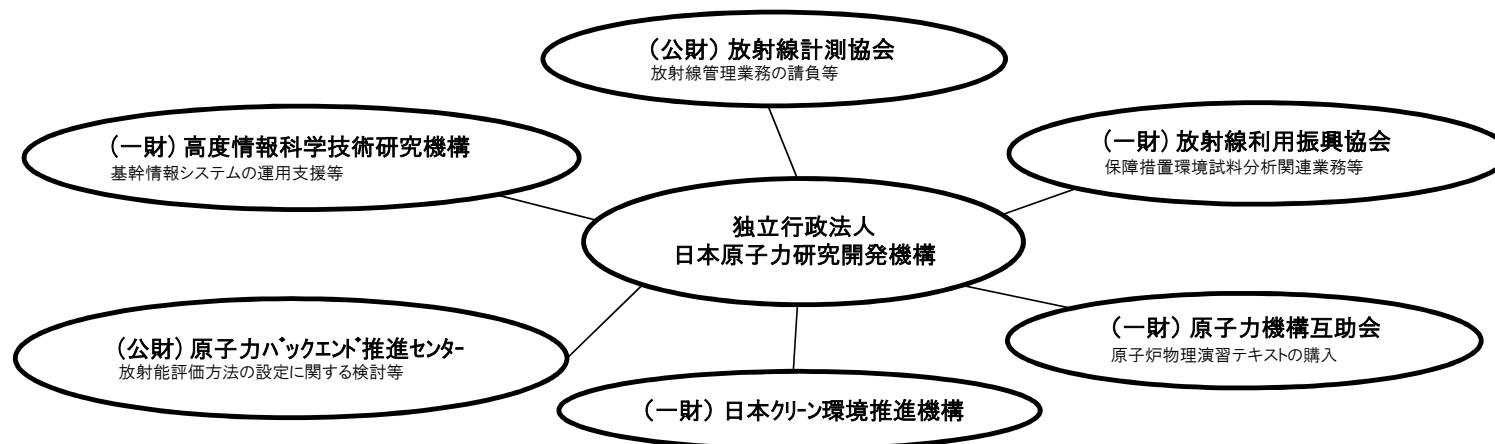 （公財）放射線計測協会
放射線管理業務の請負等
（一財）高度情報科学技術研究機構
基幹情報システムの運用支援等
（一財）放射線利用振興協会
保障措置環境試料分析関連業務等
独立行政法人
日本原子力研究開発機構
（公財）原子力ﾊﾞックｴﾝﾄﾞ推進ｾﾝﾀｰ
放射能評価方法の設定に関する検討等
（一財）原子力機構互助会
原子炉物理演習テキストの購入
（一財）日本ｸﾘｰﾝ環境推進機構